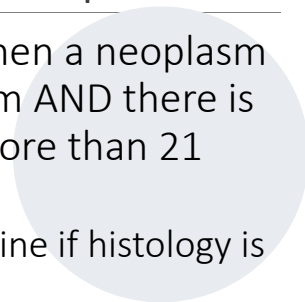 hen a neoplasm
m AND there is
ore than 21
ine if histology is